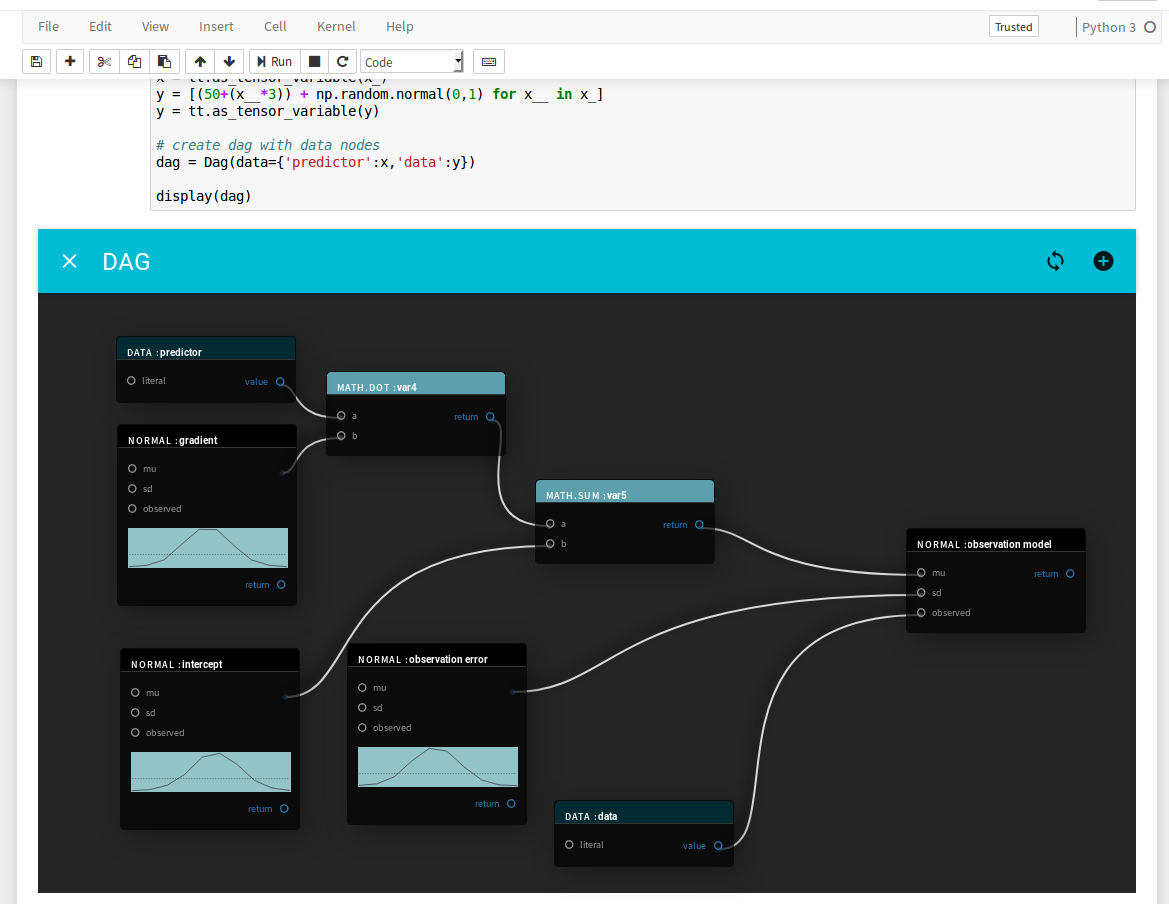 File Edit View Insert Cell Kernel Help Trusted Python 3
Run Code
x = tt.as_tensor_variable(x_)
y = [(50+(x__*3)) + np.random.normal(0,1) for x__ in x_]
y = tt.as_tensor_variable(y)
# create dag with data nodes
dag = Dag(data={'predictor':x,'data':y})
display(dag)
DAG
DATA :predictor
literal value
MATH.DOT :var4
a return
b
NORMAL :gradient
mu
sd
observed
return
MATH.SUM :var5
a return
b
NORMAL :observation model
mu return
sd
observed
NORMAL :intercept
mu
sd
observed
return
NORMAL :observation error
mu
sd
observed
return
DATA :data
literal value